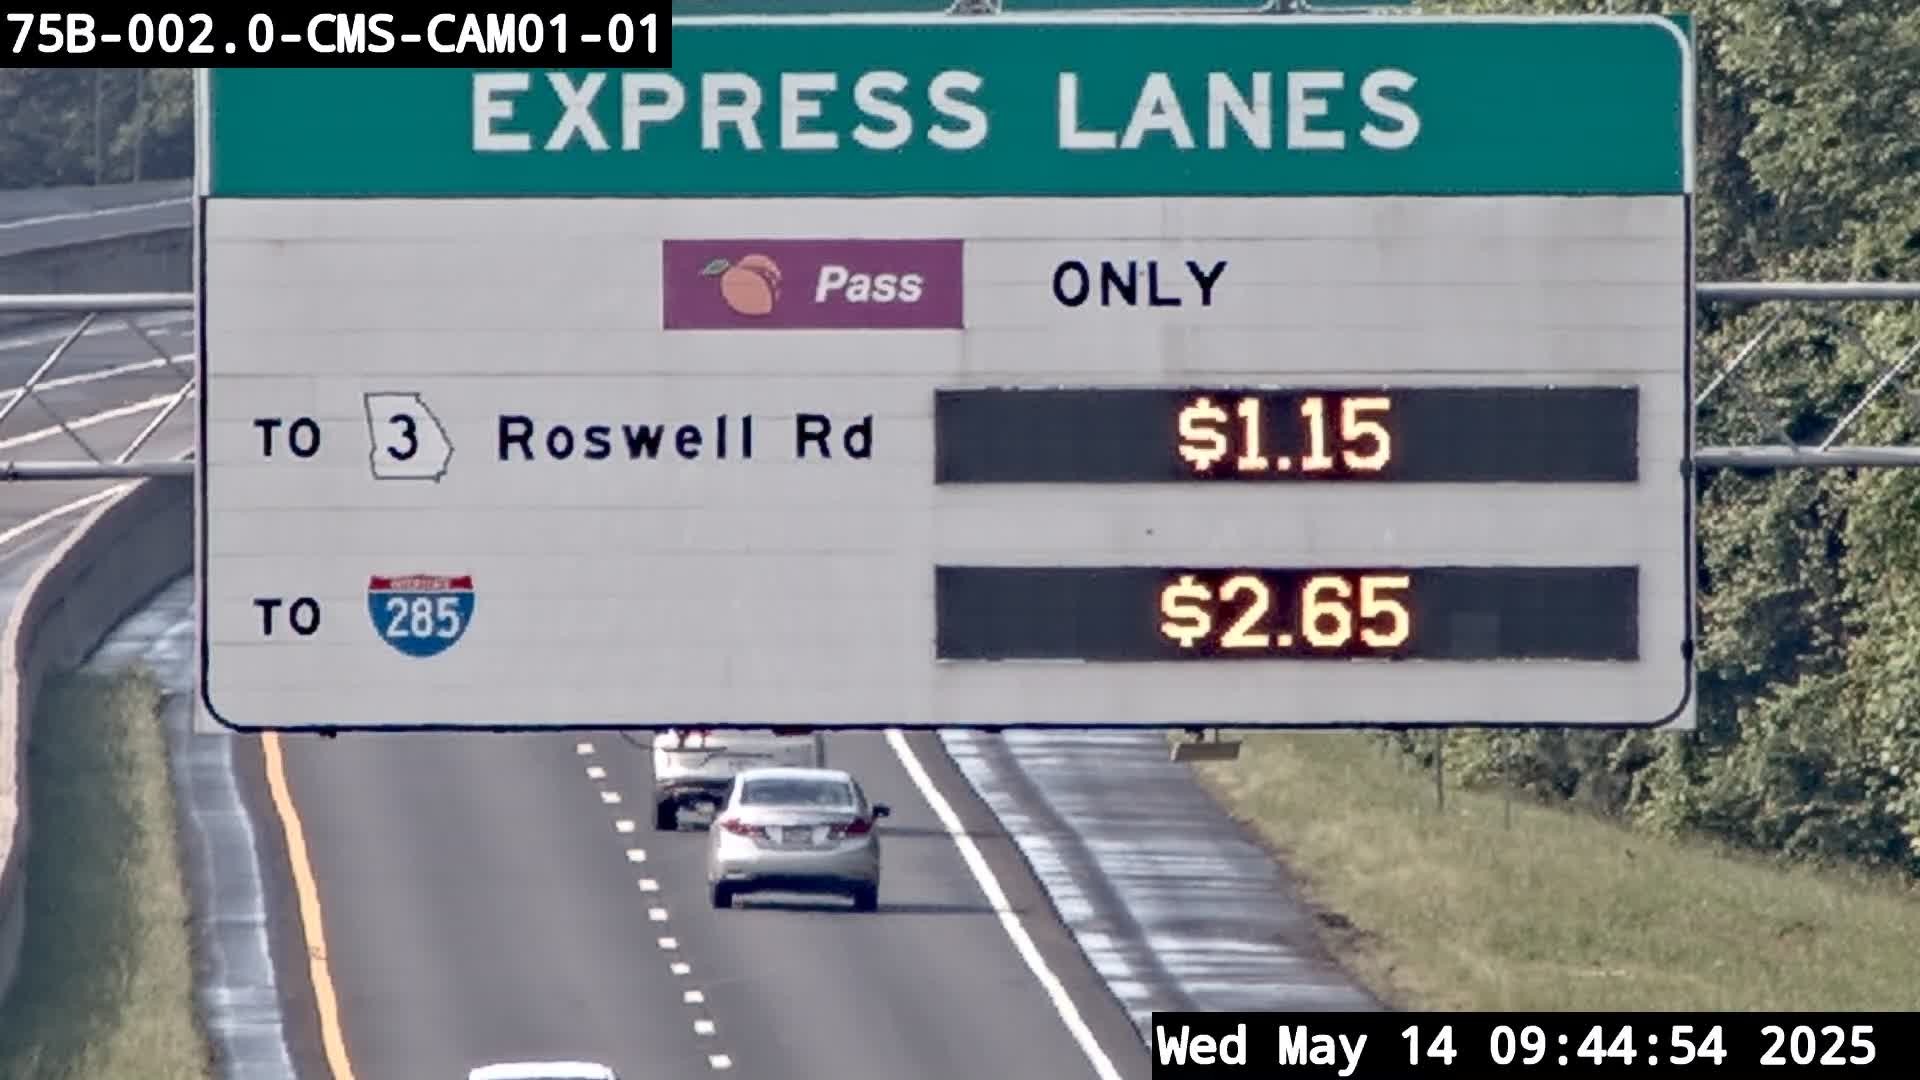 75B-002.0-CMS-CAM01-01
EXPRESS LANES
Pass ONLY
TO 3 Roswell Rd $1.15
INTERSTATE
TO 285 $2.65
Wed May 14 09:44:54 2025